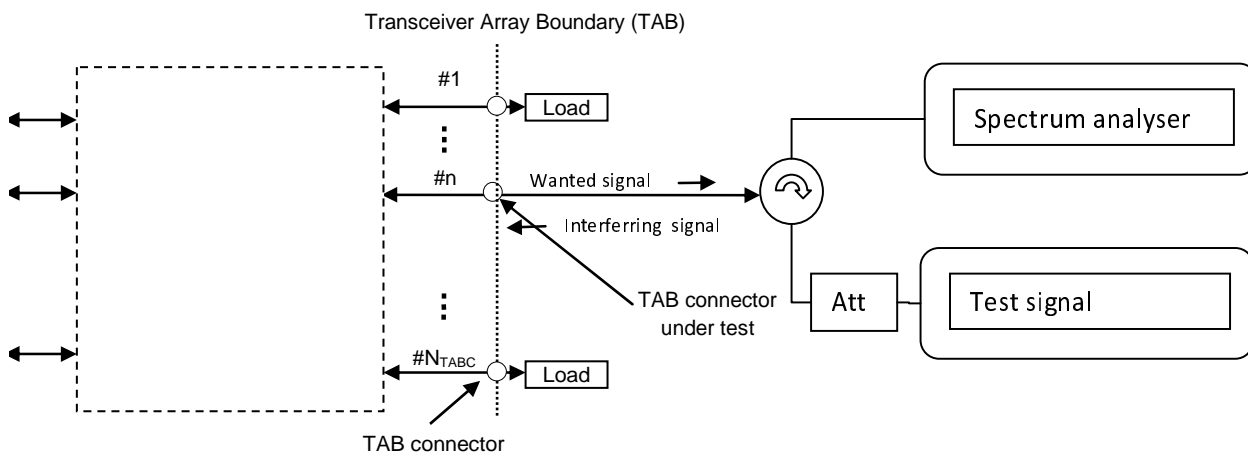 Transceiver Array Boundary (TAB)
#1
Load
Spectrum analyser
#n
Wanted signal
Interferring signal
TAB connector
under test
Att
Test signal
#NTABC
Load
TAB connector